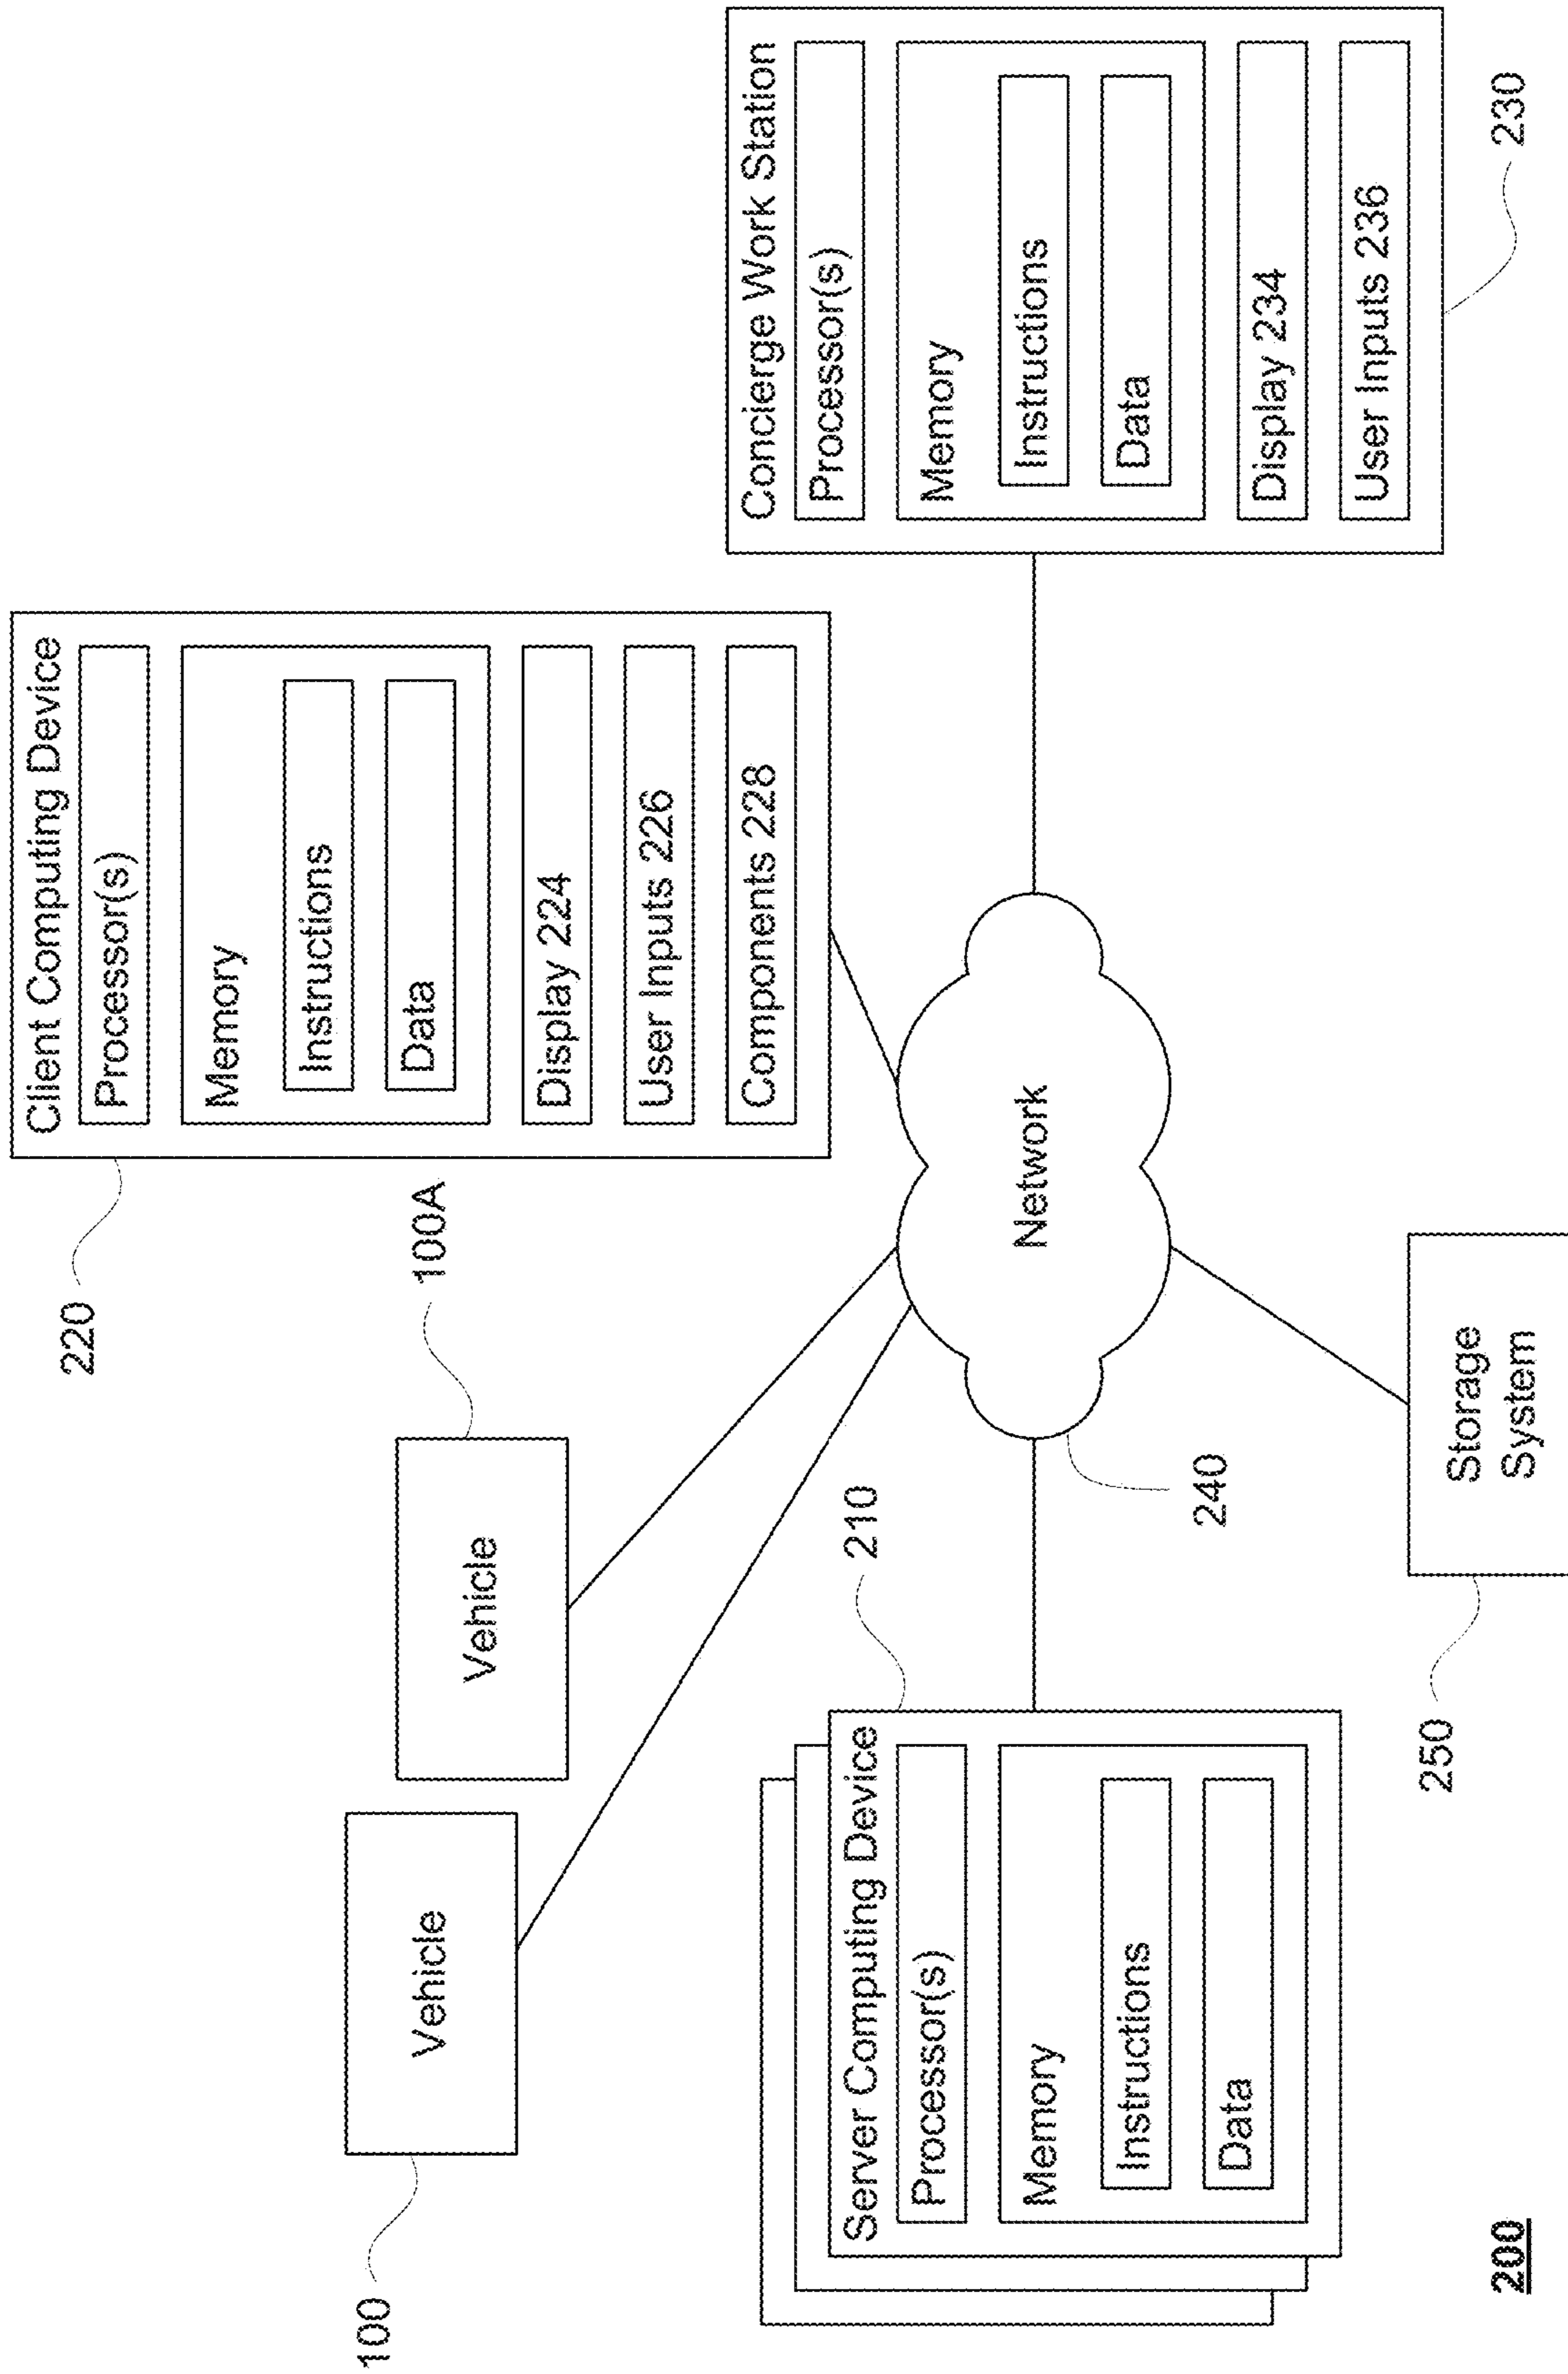 220
Client Computing Device
Processor(s)
Memory
Instructions
Data
Display 224
User Inputs 226
Components 228
100
Vehicle
100A
Vehicle
Concierge Work Station
Processor(s)
Memory
Instructions
Data
Display 234
User Inputs 236
230
Network
240
210
Server Computing Device
Processor(s)
Memory
Instructions
Data
250
Storage
System
200